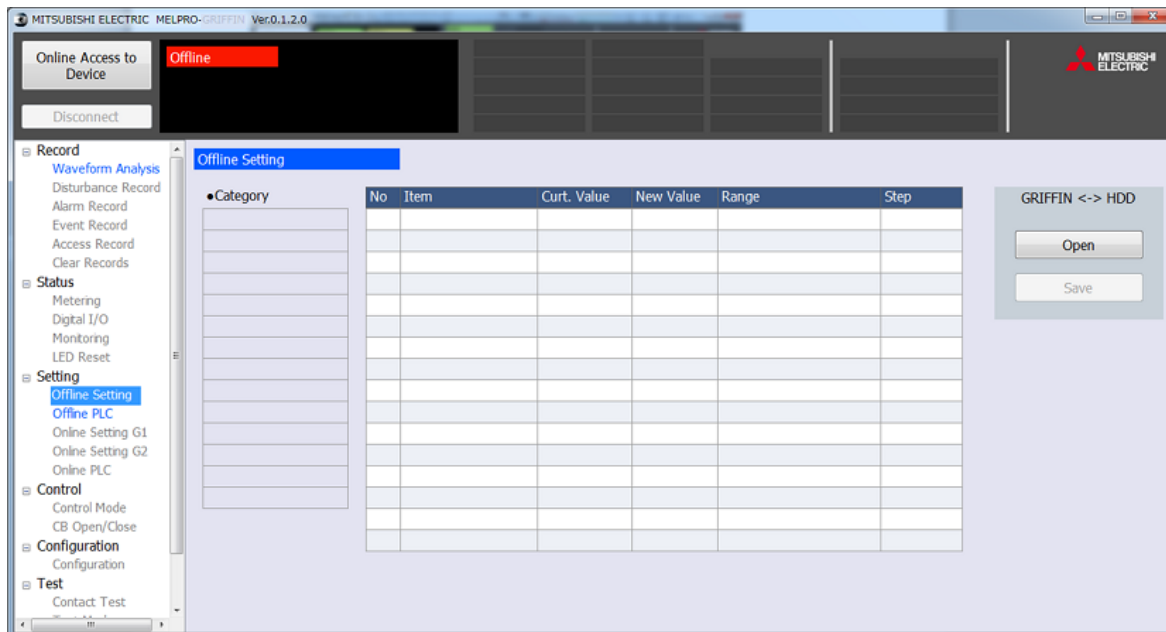 MITSUBISHI ELECTRIC MELPRO-GRIFFIN Ver.0.1.2.0
Online Access to
Device
Offline
MITSUBISHI
ELECTRIC
Disconnect
Record
Waveform Analysis
Disturbance Record
Alarm Record
Event Record
Access Record
Clear Records
Status
Metering
Digital I/O
Monitoring
LED Reset
Setting
Offline Setting
Offline PLC
Online Setting G1
Online Setting G2
Online PLC
Control
Control Mode
CB Open/Close
Configuration
Configuration
Test
Contact Test
Offline Setting
●Category
No Item Curt. Value New Value Range Step
GRIFFIN <-> HDD
Open
Save